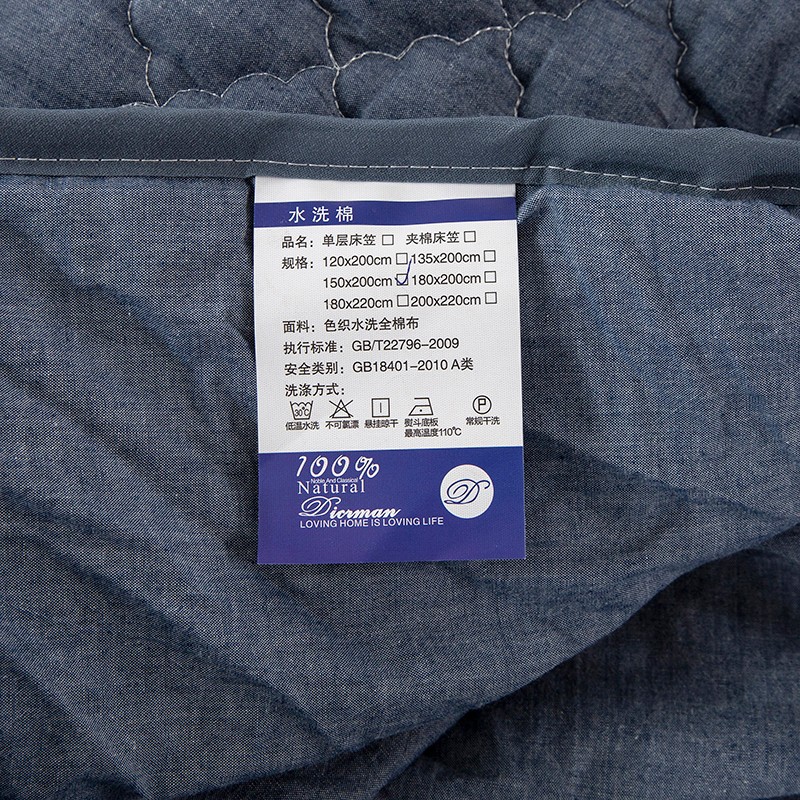 水洗棉
品名：单层床笠□ 夹棉床笠□
规格：120x200cm□135x200cm□
150x200cm□180x200cm□
180x220cm□200x220cm□
面料：色织水洗全棉布
执行标准：GB/T22796-2009
安全类别：GB18401-2010 A类
洗涤方式：
30℃ P
低温水洗 不可氯漂 悬挂晾干 熨斗底板 常规干洗
最高温度110℃
100%
Noble And Classical
Natural
Dierman
D
LOVING HOME IS LOVING LIFE